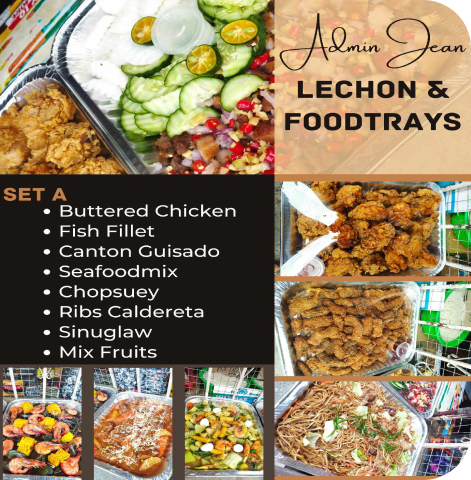 Admin Jean
LECHON &
FOODTRAYS
SET A
• Buttered Chicken
• Fish Fillet
• Canton Guisado
• Seafoodmix
• Chopsuey
• Ribs Caldereta
• Sinuglaw
• Mix Fruits